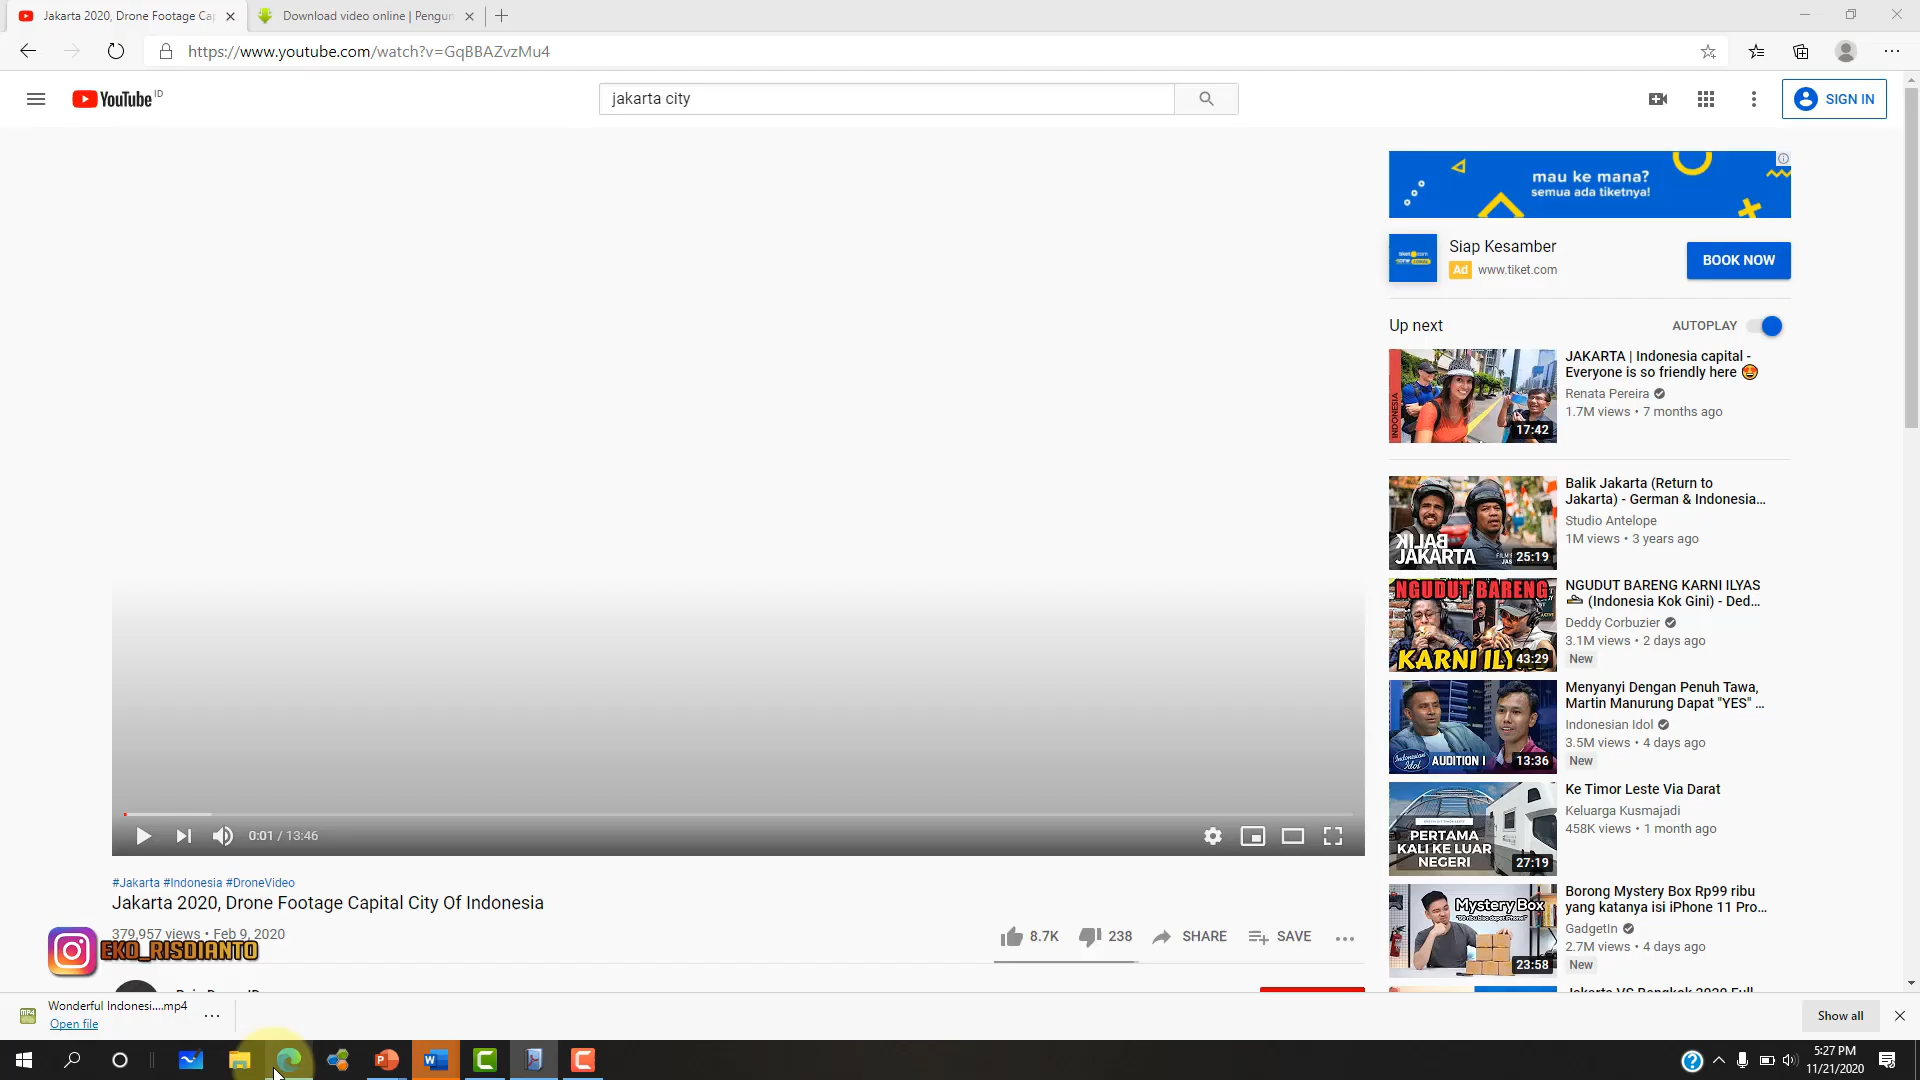 Jakarta 2020, Drone Footage Ca
Download video online | Pengun
https://www.youtube.com/watch?v=GqBBAZvzMu4
YouTube ID
jakarta city
SIGN IN
mau ke mana?
semua ada tiketnya!
Siap Kesamber
Ad www.tiket.com
BOOK NOW
Up next
AUTOPLAY
INDONESIA
17:42
JAKARTA | Indonesia capital -
Everyone is so friendly here 🤩
Renata Pereira
1.7M views • 7 months ago
BALIK
JAKARTA
25:19
Balik Jakarta (Return to
Jakarta) - German & Indonesia...
Studio Antelope
1M views • 3 years ago
NGUDUT BARENG
KARNI
43:29
NGUDUT BARENG KARNI ILYAS
(Indonesia Kok Gini) - Ded...
Deddy Corbuzier
3.1M views • 2 days ago
New
Indonesian Idol
AUDITION
13:36
Menyanyi Dengan Penuh Tawa,
Martin Manurung Dapat "YES" ...
Indonesian Idol
3.5M views • 4 days ago
New
PERTAMA
KALI KE LUAR
NEGERI
27:19
Ke Timor Leste Via Darat
Keluarga Kusmajadi
458K views • 1 month ago
Mystery Box
23:58
Borong Mystery Box Rp99 ribu
yang katanya isi iPhone 11 Pro...
GadgetIn
2.7M views • 4 days ago
New
Jakarta VS Bangkok 2020 Full
0:01 / 13:46
#Jakarta #Indonesia #DroneVideo
Jakarta 2020, Drone Footage Capital City Of Indonesia
379,957 views • Feb 9, 2020
8.7K
238
SHARE
SAVE
EKO_RISDIANTO
Wonderful Indonesi....mp4
Open file
Show all
5:27 PM
11/21/2020